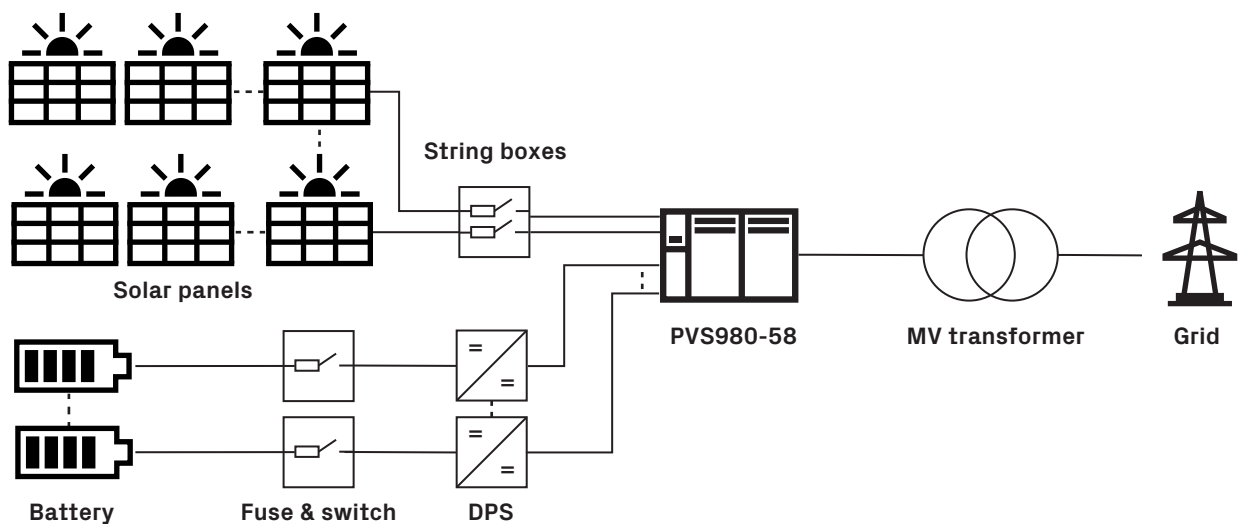 String boxes
Solar panels
PVS980-58
MV transformer
Grid
Battery
Fuse & switch
DPS